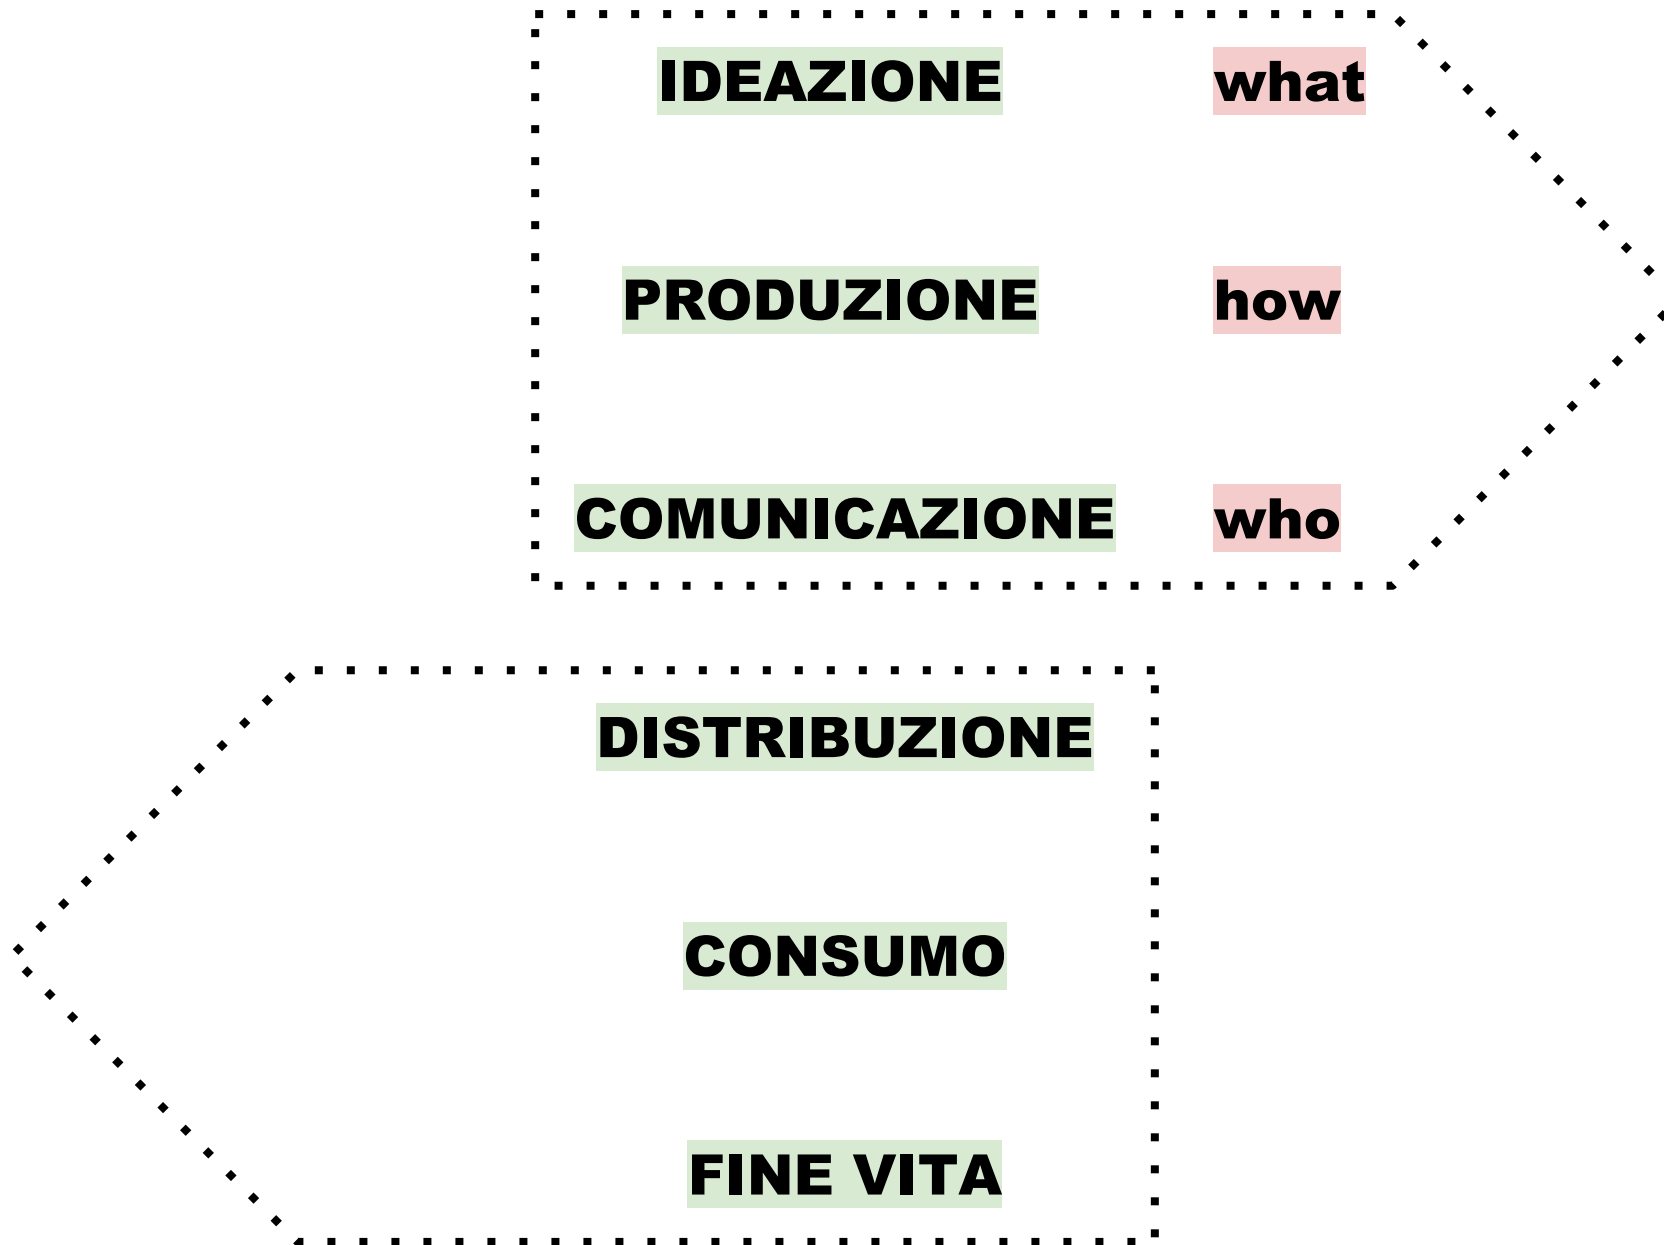 IDEAZIONE what
PRODUZIONE how
COMUNICAZIONE who
DISTRIBUZIONE
CONSUMO
FINE VITA